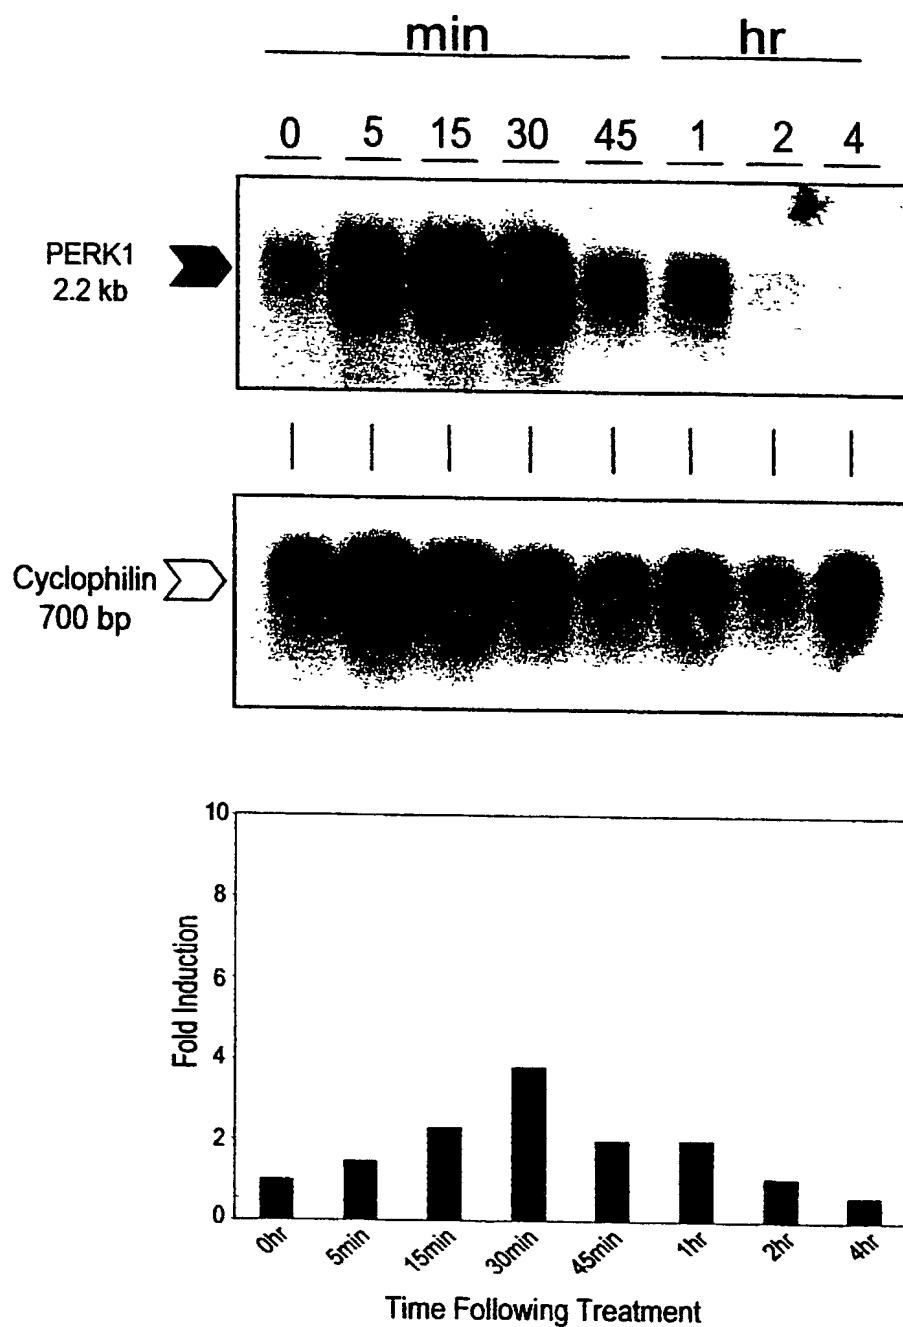 min hr
0 5 15 30 45 1 2 4
PERK1
2.2 kb
Cyclophilin
700 bp
10
8
6
4
2
0
Fold Induction
0hr 5min 15min 30min 45min 1hr 2hr 4hr
Time Following Treatment